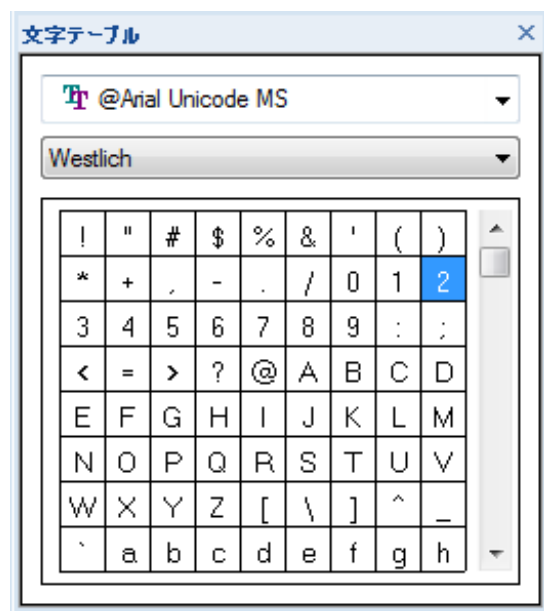 文字テーブル
@Arial Unicode MS
Westlich
! " # $ % & ' ( )
* + , - . / 0 1 2
3 4 5 6 7 8 9 : ;
< = > ? @ A B C D
E F G H I J K L M
N O P Q R S T U V
W X Y Z [ \ ] ^ _
` a b c d e f g h